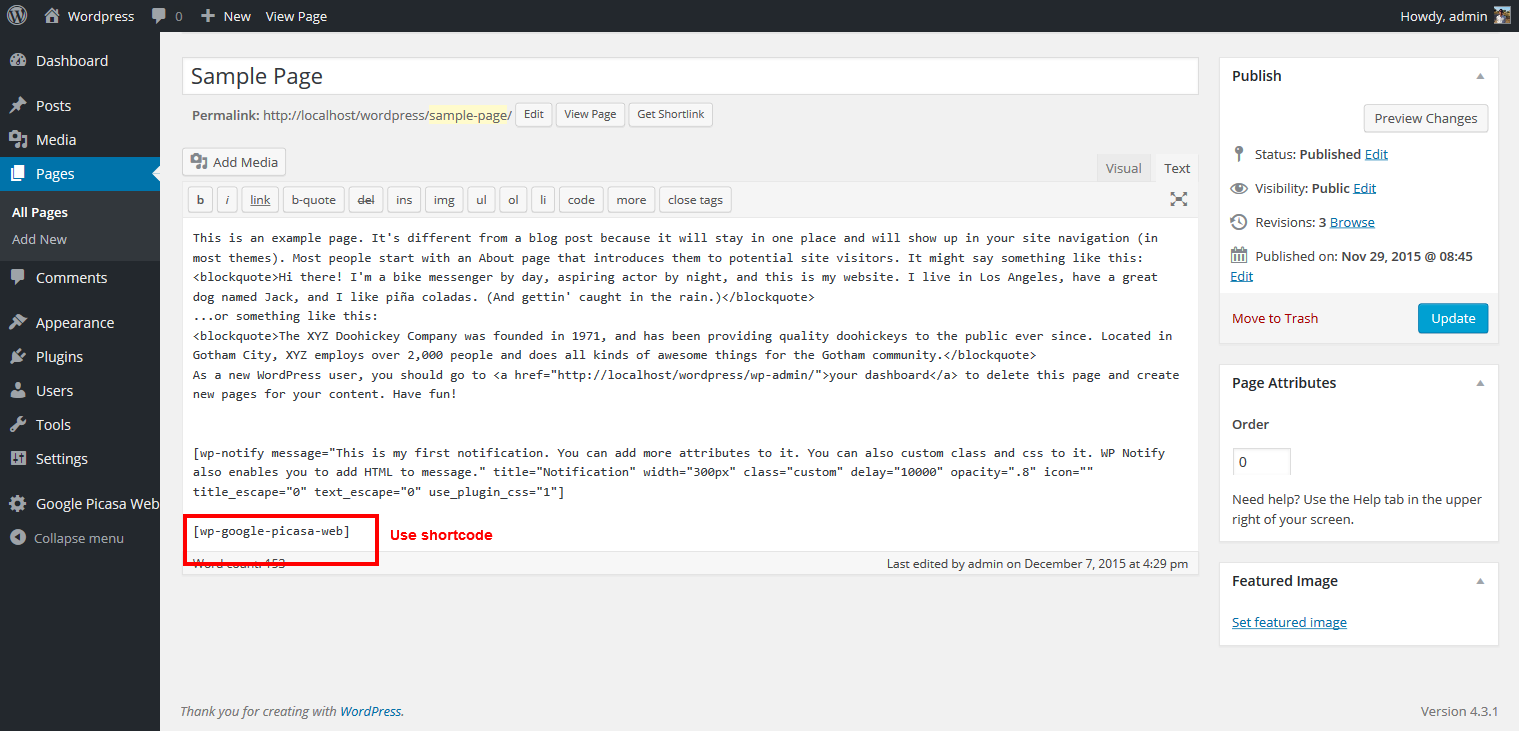 Wordpress 0 New View Page Howdy, admin
Dashboard
Posts
Media
Pages
All Pages
Add New
Comments
Appearance
Plugins
Users
Tools
Settings
Google Picasa Web
Collapse menu
Sample Page
Permalink: http://localhost/wordpress/sample-page/ Edit View Page Get Shortlink
Add Media
Visual Text
b i link b-quote del ins img ul ol li code more close tags
This is an example page. It's different from a blog post because it will stay in one place and will show up in your site navigation (in
most themes). Most people start with an About page that introduces them to potential site visitors. It might say something like this:
<blockquote>Hi there! I'm a bike messenger by day, aspiring actor by night, and this is my website. I live in Los Angeles, have a great
dog named Jack, and I like piña coladas. (And gettin' caught in the rain.)</blockquote>
...or something like this:
<blockquote>The XYZ Doohickey Company was founded in 1971, and has been providing quality doohickeys to the public ever since. Located in
Gotham City, XYZ employs over 2,000 people and does all kinds of awesome things for the Gotham community.</blockquote>
As a new WordPress user, you should go to <a href="http://localhost/wordpress/wp-admin/">your dashboard</a> to delete this page and create
new pages for your content. Have fun!
[wp-notify message="This is my first notification. You can add more attributes to it. You can also custom class and css to it. WP Notify
also enables you to add HTML to message." title="Notification" width="300px" class="custom" delay="10000" opacity=".8" icon=""
title_escape="0" text_escape="0" use_plugin_css="1"]
[wp-google-picasa-web] Use shortcode
Word count: 153 Last edited by admin on December 7, 2015 at 4:29 pm
Publish
Preview Changes
Status: Published Edit
Visibility: Public Edit
Revisions: 3 Browse
Published on: Nov 29, 2015 @ 08:45
Edit
Move to Trash Update
Page Attributes
Order
0
Need help? Use the Help tab in the upper
right of your screen.
Featured Image
Set featured image
Thank you for creating with WordPress. Version 4.3.1